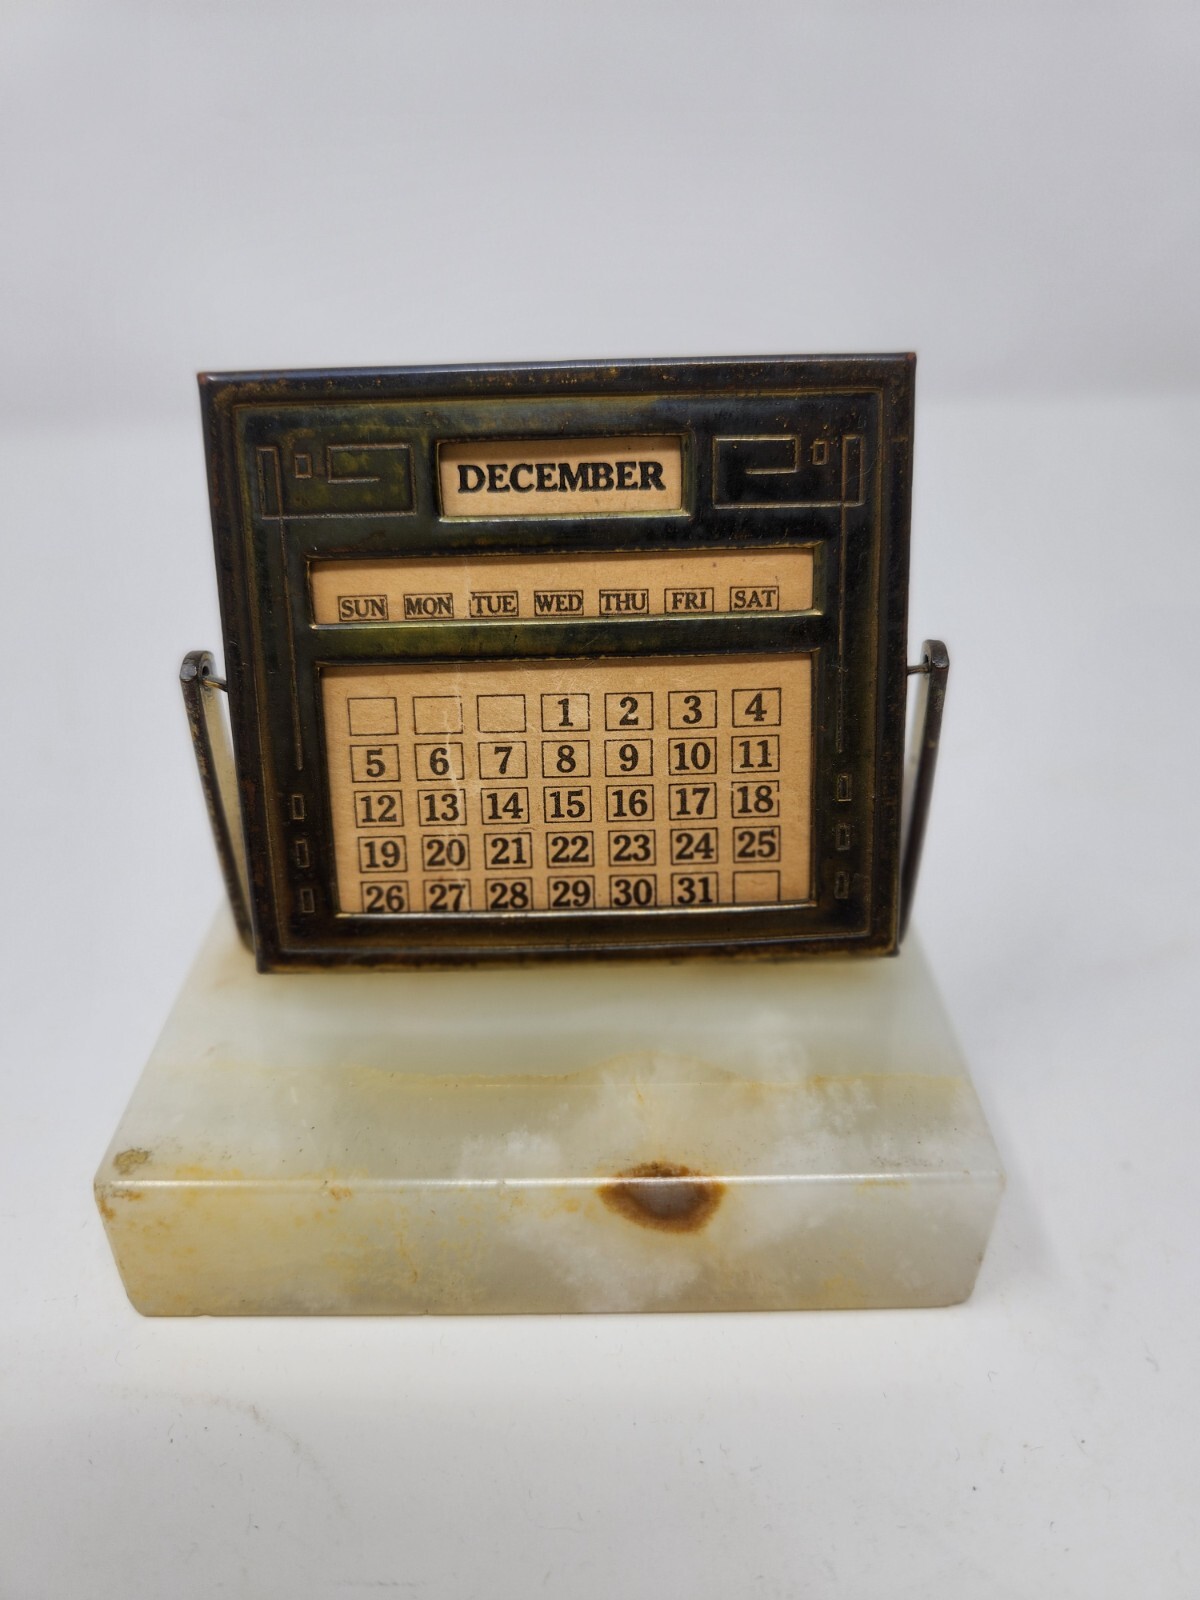 DECEMBER
SUN MON TUE WED THU FRI SAT
1 2 3 4
5 6 7 8 9 10 11
12 13 14 15 16 17 18
19 20 21 22 23 24 25
26 27 28 29 30 31